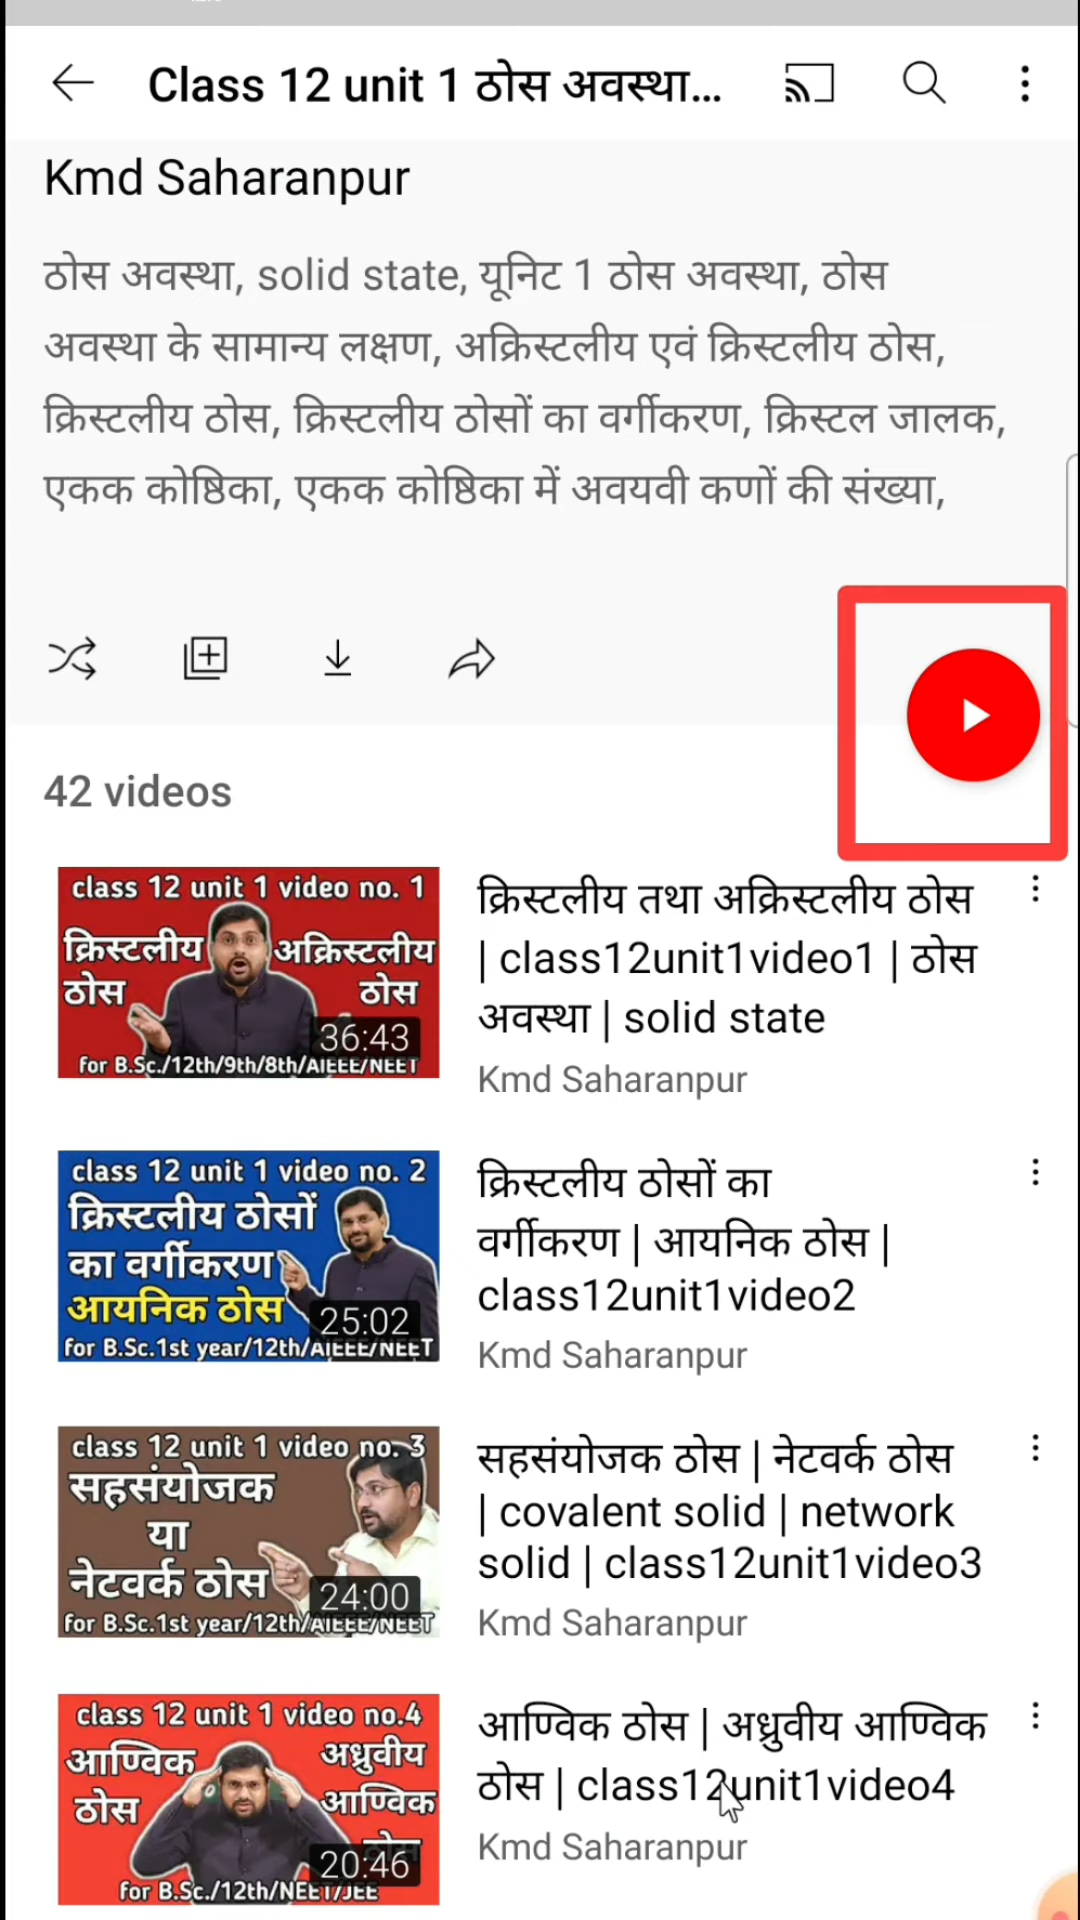 Class 12 unit 1 ठोस अवस्था...
Kmd Saharanpur
ठोस अवस्था, solid state, यूनिट 1 ठोस अवस्था, ठोस
अवस्था के सामान्य लक्षण, अक्रिस्टलीय एवं क्रिस्टलीय ठोस,
क्रिस्टलीय ठोस, क्रिस्टलीय ठोसों का वर्गीकरण, क्रिस्टल जालक,
एकक कोष्ठिका, एकक कोष्ठिका में अवयवी कणों की संख्या,
42 videos
class 12 unit 1 video no. 1
क्रिस्टलीय अक्रिस्टलीय
ठोस ठोस
36:43
for B.Sc./12th/9th/8th/AIEEE/NEET
क्रिस्टलीय तथा अक्रिस्टलीय ठोस
| class12unit1video1 | ठोस
अवस्था | solid state
Kmd Saharanpur
class 12 unit 1 video no. 2
क्रिस्टलीय ठोसों
का वर्गीकरण
आयनिक ठोस
25:02
for B.Sc.1st year/12th/AIEEE/NEET
क्रिस्टलीय ठोसों का
वर्गीकरण | आयनिक ठोस |
class12unit1video2
Kmd Saharanpur
class 12 unit 1 video no. 3
सहसंयोजक
या
नेटवर्क ठोस
24:00
for B.Sc.1st year/12th/AIEEE/NEET
सहसंयोजक ठोस | नेटवर्क ठोस
| covalent solid | network
solid | class12unit1video3
Kmd Saharanpur
class 12 unit 1 video no.4
आण्विक अध्रुवीय
ठोस आण्विक
ठोस
20:46
for B.Sc./12th/NEET/JEE
आण्विक ठोस | अध्रुवीय आण्विक
ठोस | class12unit1video4
Kmd Saharanpur